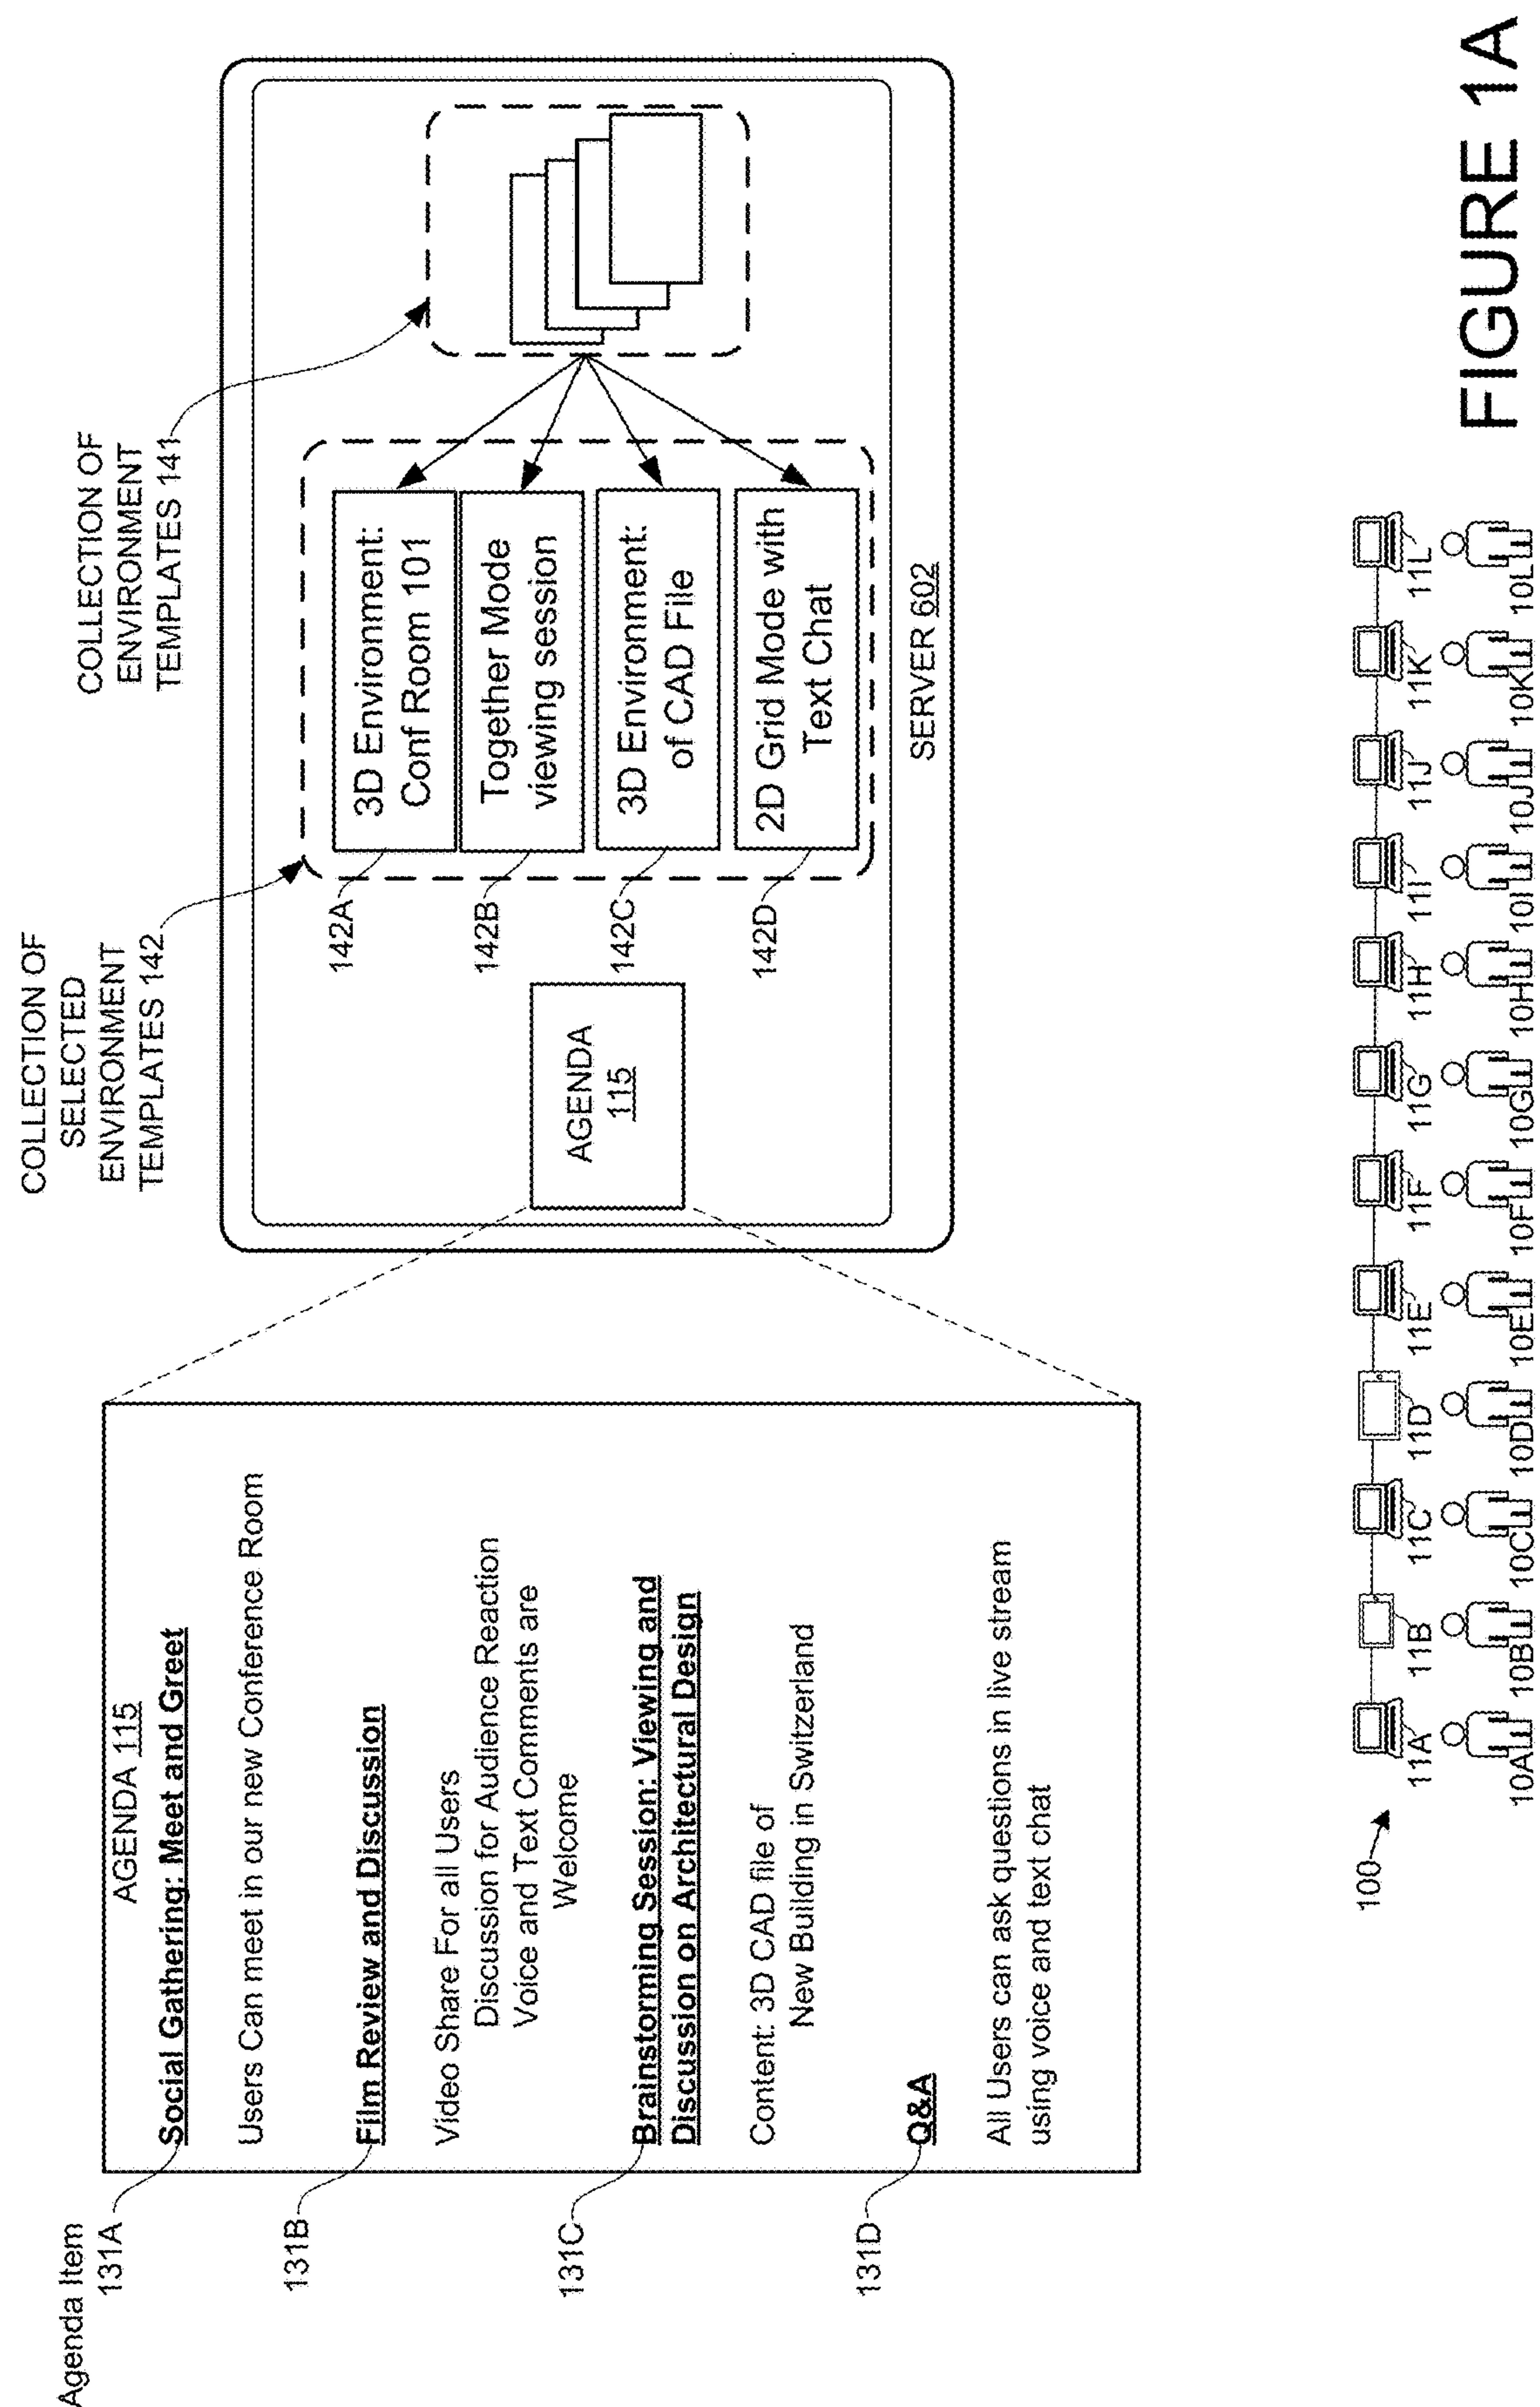 Agenda Item
131A
131B
131C
131D
AGENDA 115
Social Gathering: Meet and Greet
Users Can meet in our new Conference Room
Film Review and Discussion
Video Share For all Users
Discussion for Audience Reaction
Voice and Text Comments are
Welcome
Brainstorming Session: Viewing and
Discussion on Architectural Design
Content: 3D CAD file of
New Building in Switzerland
Q&A
All Users can ask questions in live stream
using voice and text chat
COLLECTION OF
SELECTED
ENVIRONMENT
TEMPLATES 142
COLLECTION OF
ENVIRONMENT
TEMPLATES 141
AGENDA
115
142A
142B
142C
142D
3D Environment:
Conf Room 101
Together Mode
viewing session
3D Environment:
of CAD File
2D Grid Mode with
Text Chat
SERVER 602
100
11A
11B
11C
11D
11E
11F
11G
11H
11I
11J
11K
11L
10A
10B
10C
10D
10E
10F
10G
10H
10I
10J
10K
10L
FIGURE 1A